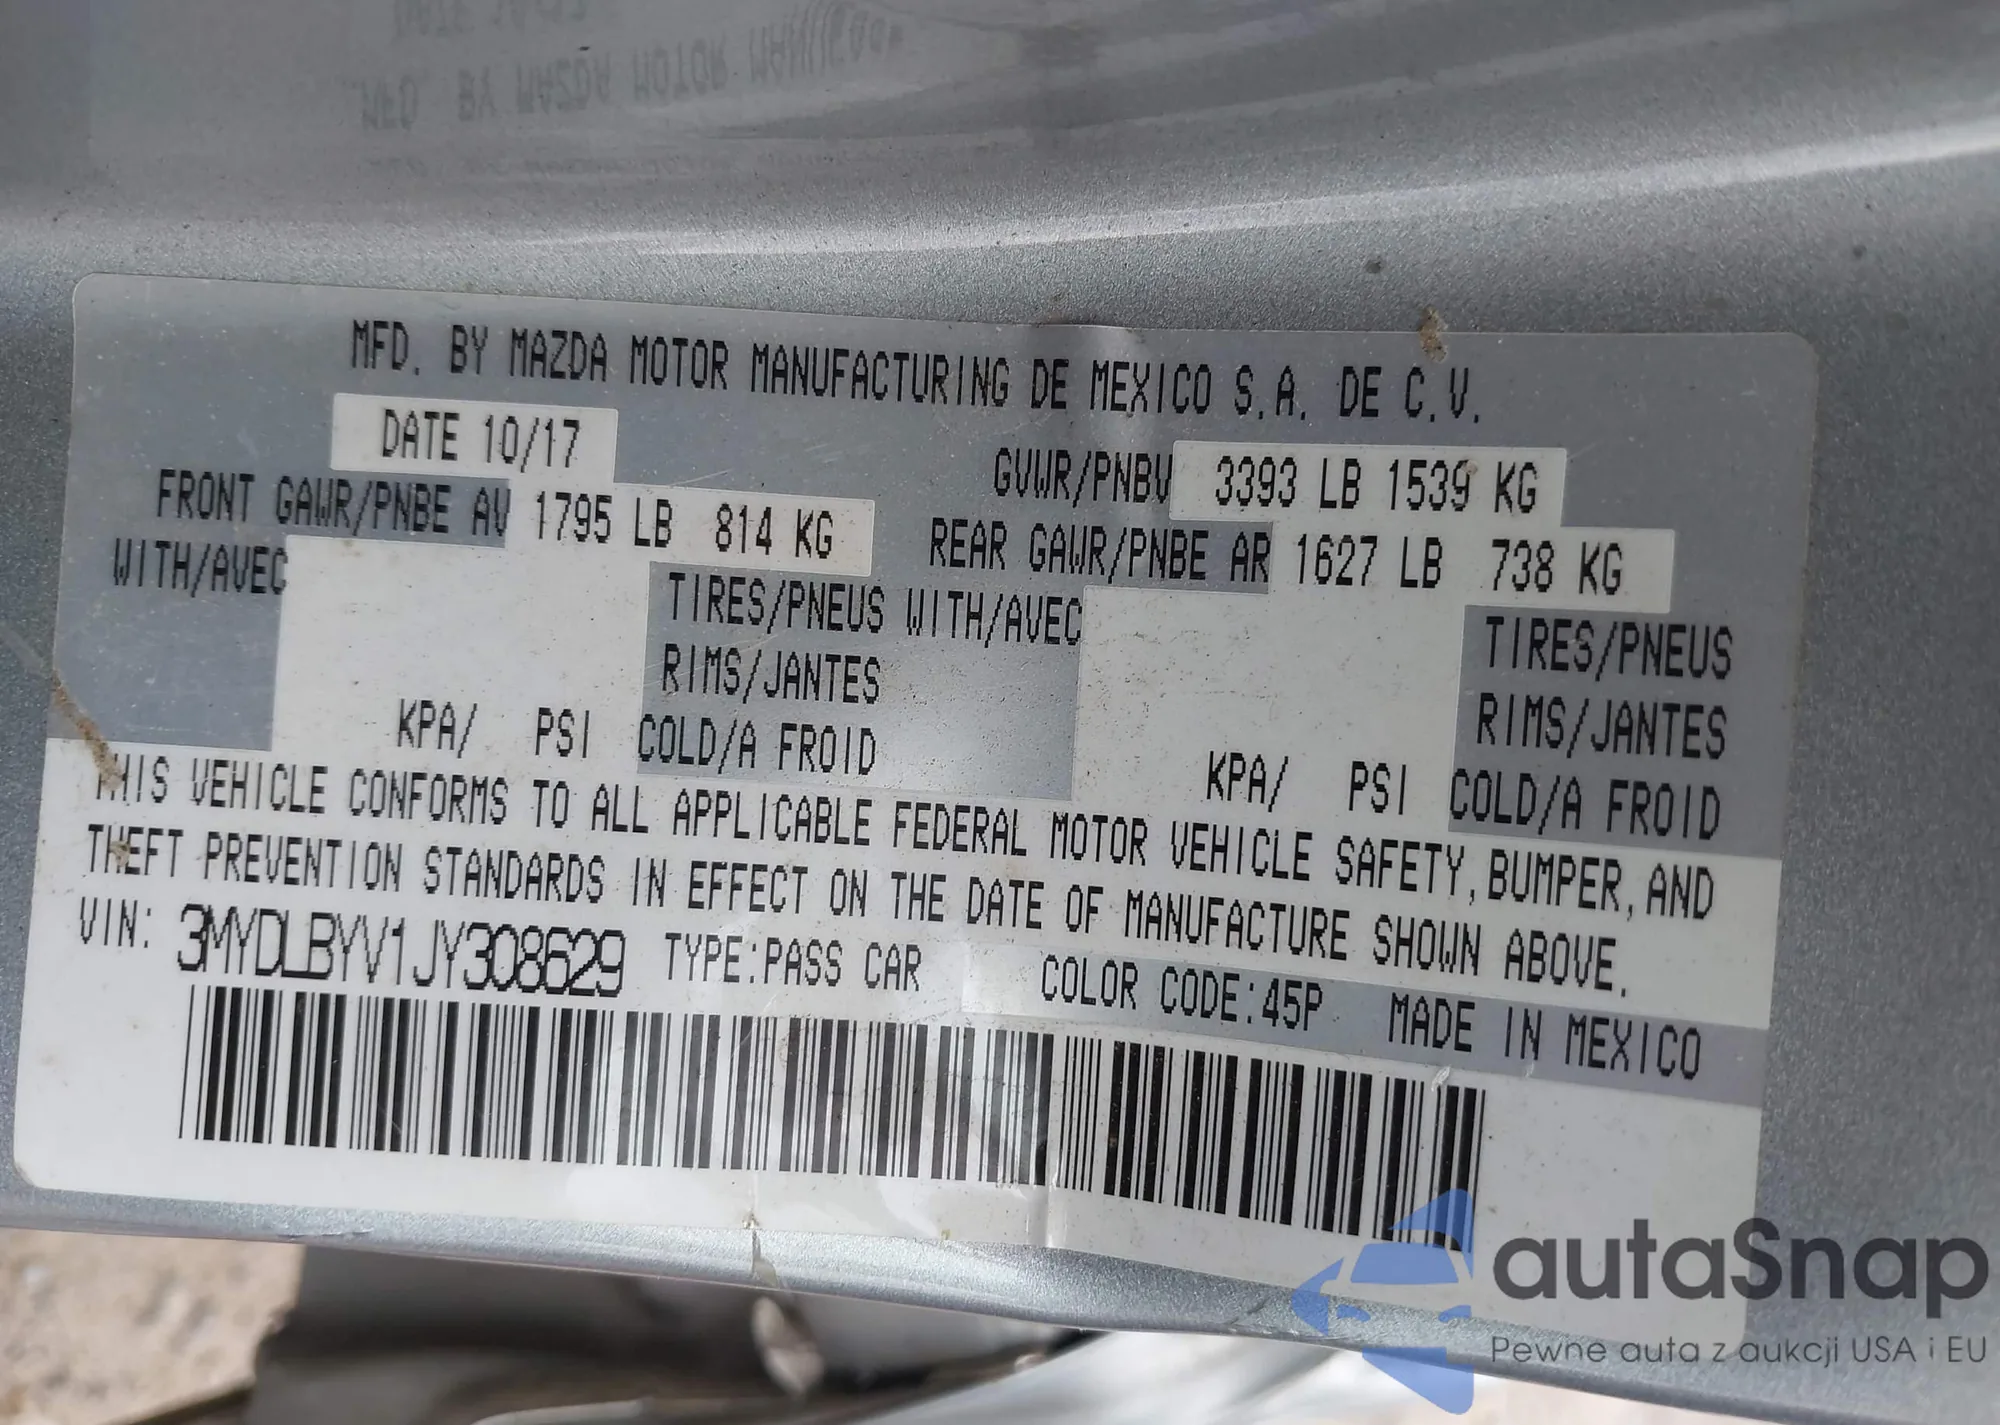 MFD. BY MAZDA MOTOR MANUFACTURING DE MEXICO S.A. DE C.V.
DATE 10/17
GVWR/PNBV 3393 LB 1539 KG
FRONT GAWR/PNBE AV 1795 LB 814 KG
REAR GAWR/PNBE AR 1627 LB 738 KG
WITH/AVEC
TIRES/PNEUS WITH/AVEC
TIRES/PNEUS
RIMS/JANTES
RIMS/JANTES
KPA/ PSI COLD/A FROID
KPA/ PSI COLD/A FROID
THIS VEHICLE CONFORMS TO ALL APPLICABLE FEDERAL MOTOR VEHICLE SAFETY, BUMPER, AND
THEFT PREVENTION STANDARDS IN EFFECT ON THE DATE OF MANUFACTURE SHOWN ABOVE.
VIN: 3MYDLBYV1JY308629 TYPE:PASS CAR
COLOR CODE:45P MADE IN MEXICO
autaSnap
Pewne auta z aukcji USA i EU